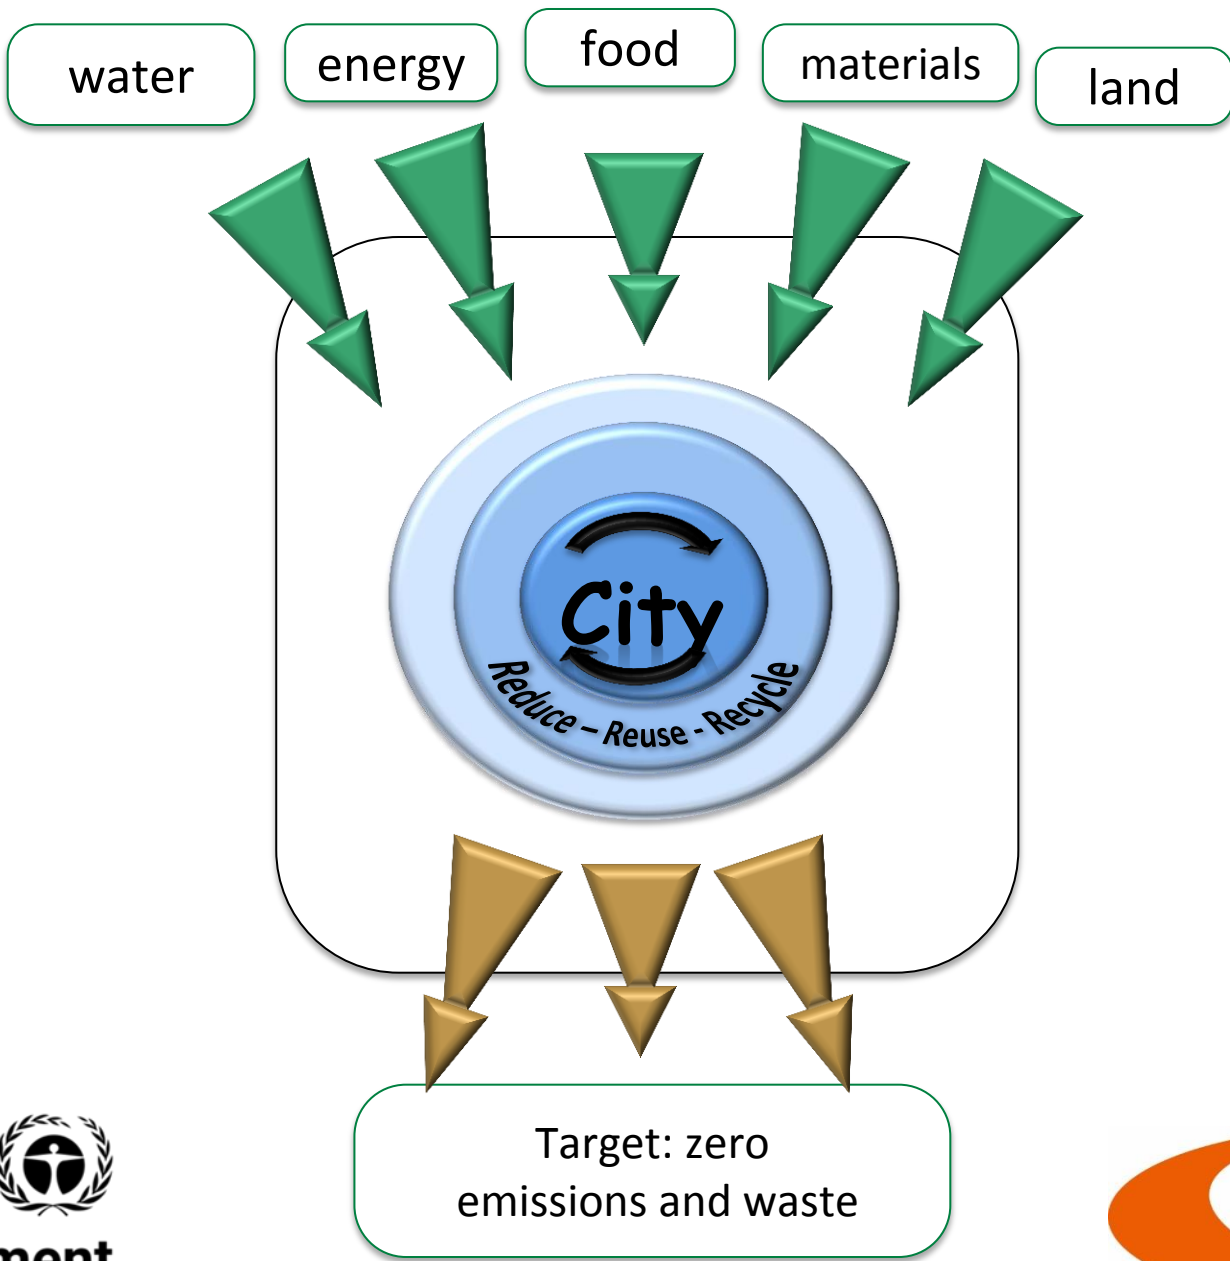 water
energy
food
materials
land
City
Reduce – Reuse - Recycle
Target: zero
emissions and waste